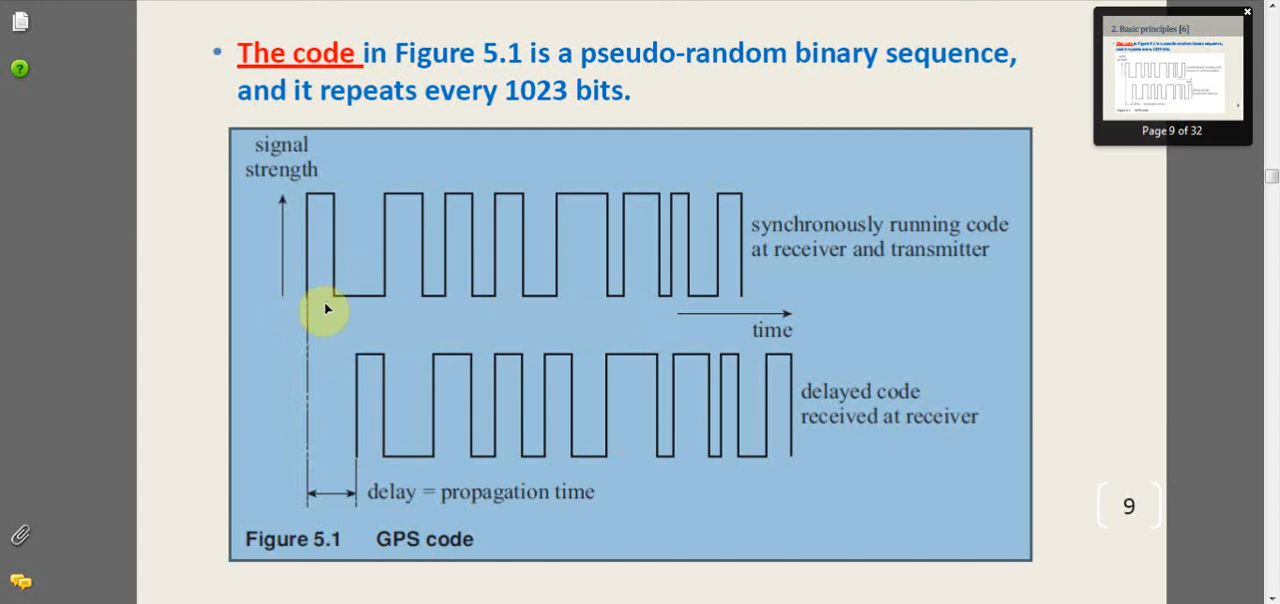 • The code in Figure 5.1 is a pseudo-random binary sequence,
and it repeats every 1023 bits.
signal
strength
synchronously running code
at receiver and transmitter
time
delayed code
received at receiver
delay = propagation time
Figure 5.1 GPS code
9
2. Basic principles [6]
Page 9 of 32